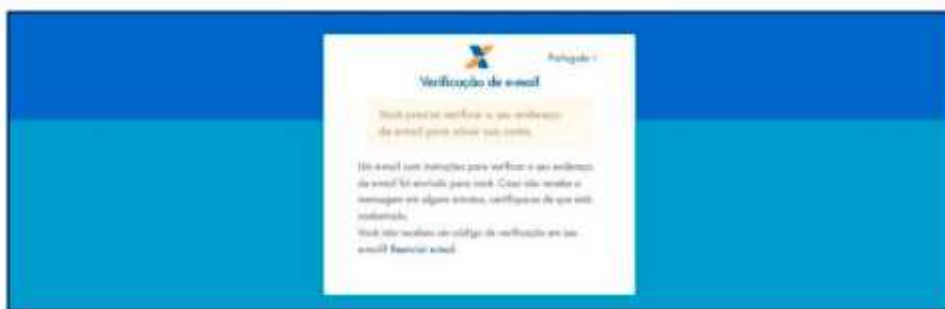 Português
Verificação de e-mail
Você precisa verificar o seu endereço
de e-mail para ativar sua conta.
Um e-mail com instruções para verificar o seu endereço
de e-mail foi enviado para você. Caso não receba a
mensagem em alguns minutos, certifique-se de que está
cadastrado.
Você não recebeu um código de verificação em seu
e-mail? Reenviar e-mail.